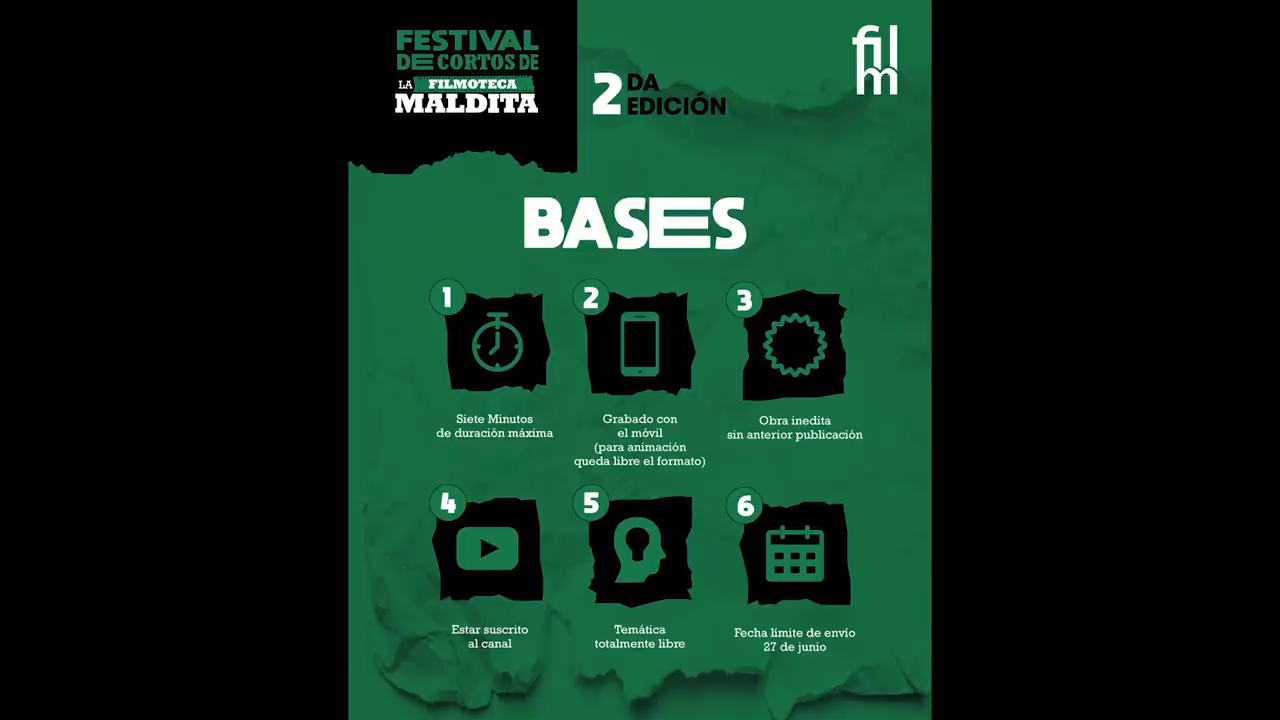 FESTIVAL
DE CORTOS DE
LA FILMOTECA
MALDITA
2DA
EDICIÓN
film
BASES
1
Siete Minutos
de duración máxima
2
Grabado con
el móvil
(para animación
queda libre el formato)
3
Obra inedita
sin anterior publicación
4
Estar suscrito
al canal
5
Temática
totalmente libre
6
Fecha límite de envío
27 de junio